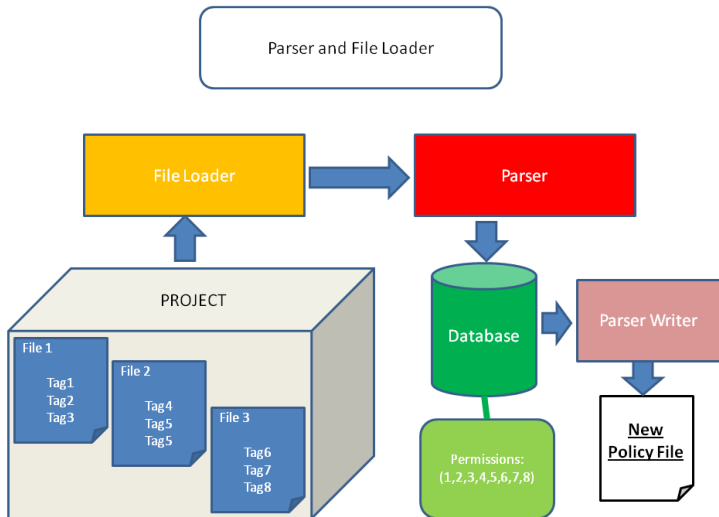 Parser and File Loader
File Loader
Parser
PROJECT
File 1
Tag1
Tag2
Tag3
File 2
Tag4
Tag5
Tag5
File 3
Tag6
Tag7
Tag8
Database
Parser Writer
Permissions:
(1,2,3,4,5,6,7,8)
New
Policy File